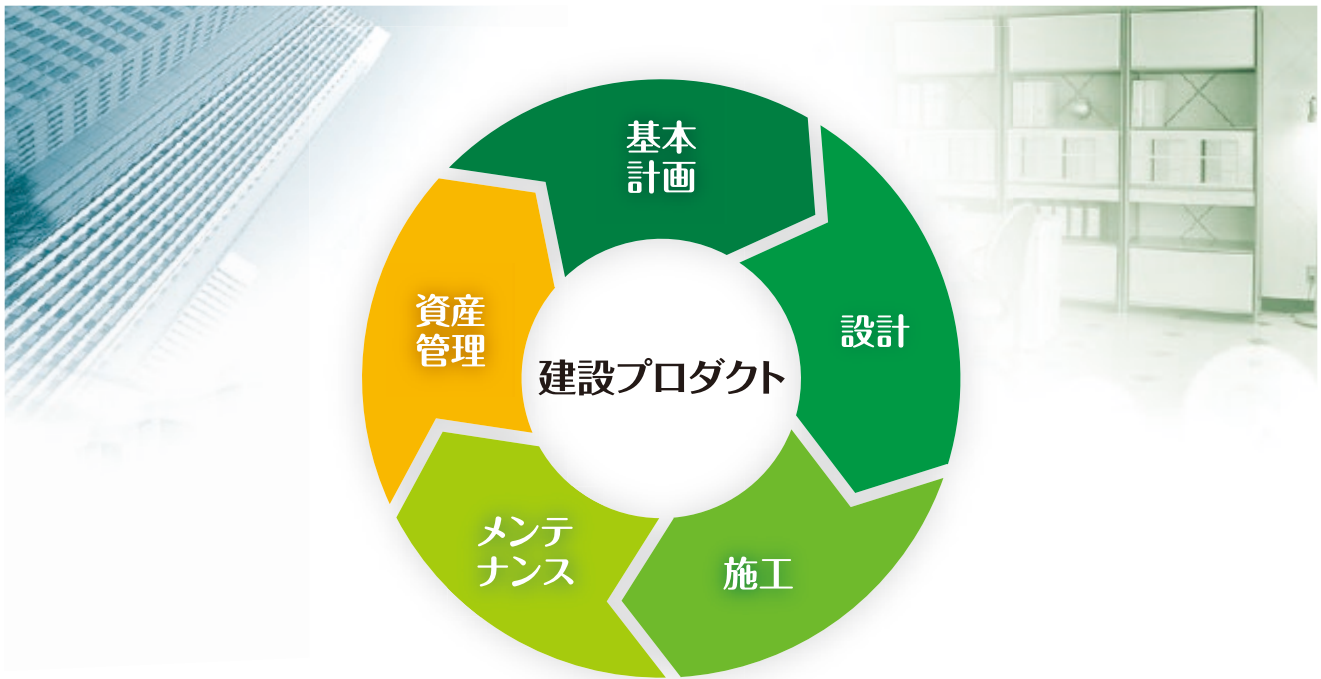 基本
計画
設計
施工
メンテ
ナンス
資産
管理
建設プロダクト